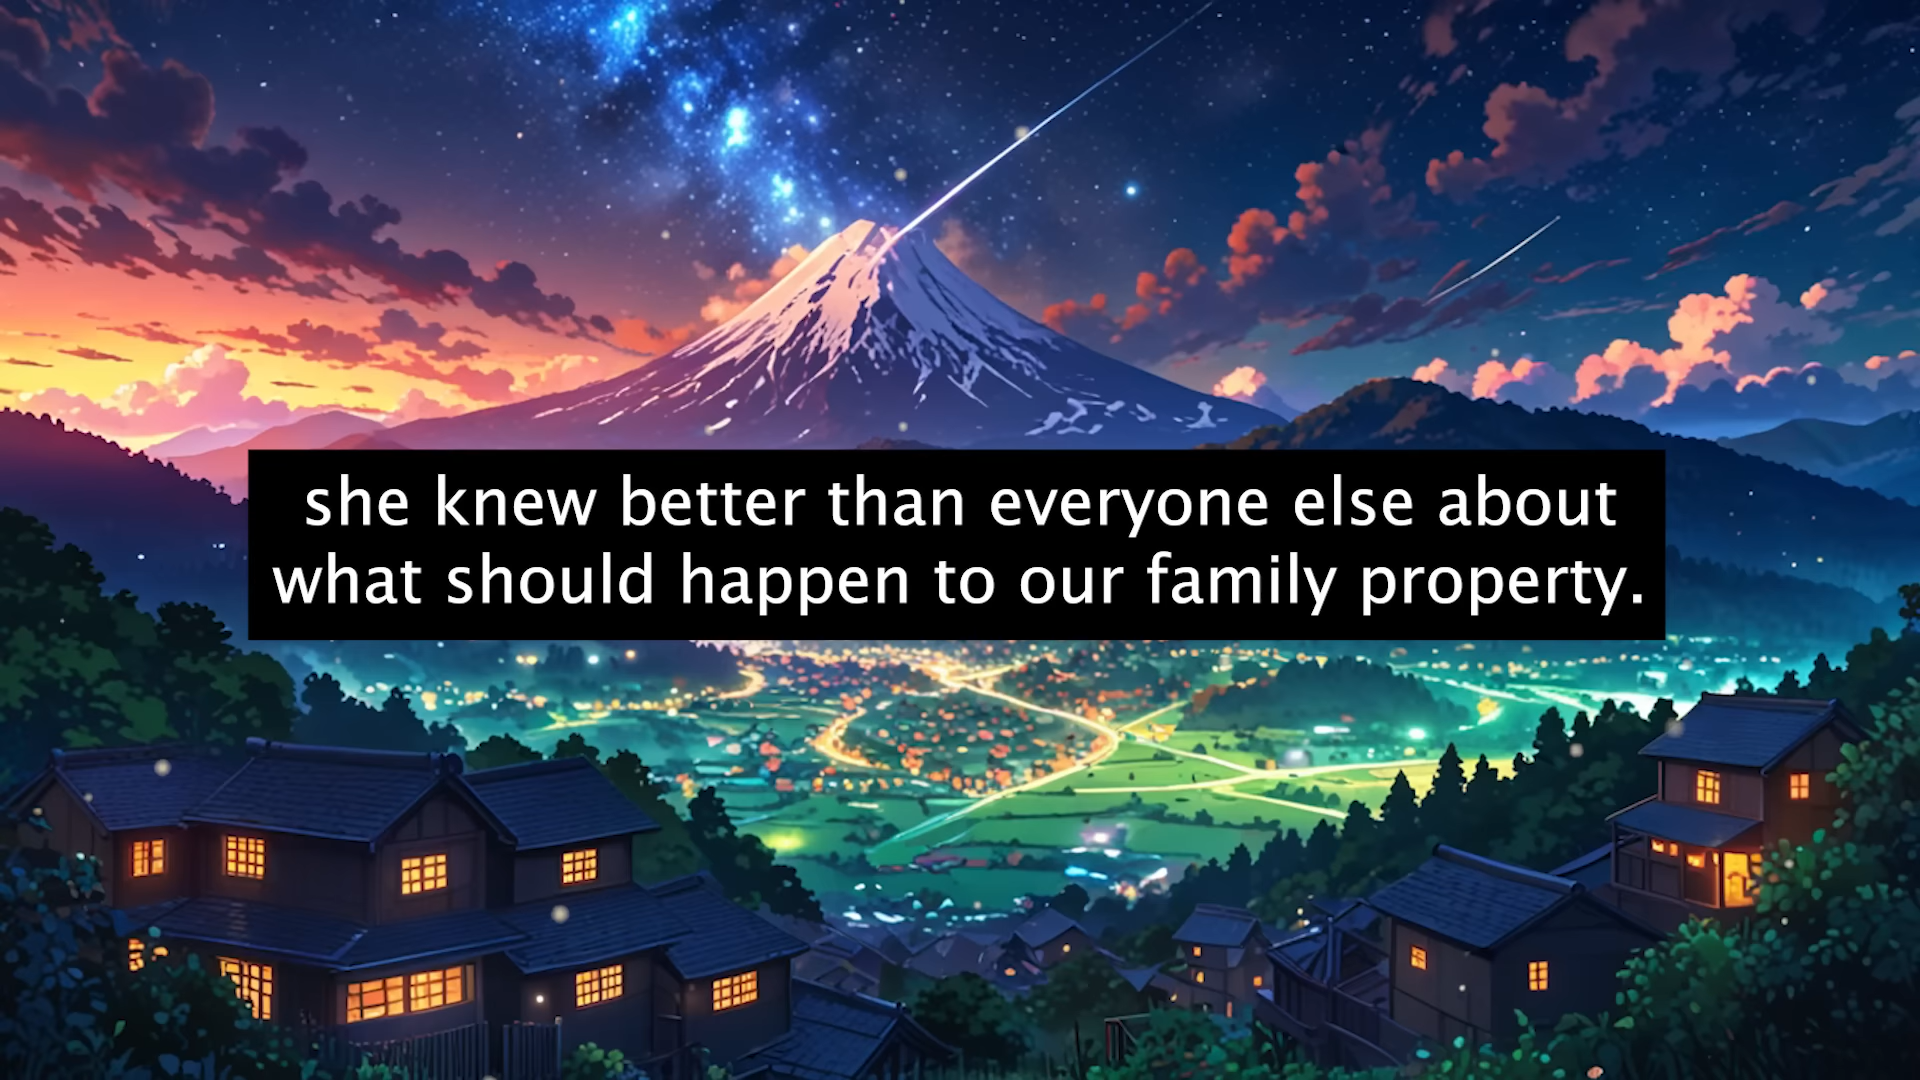 she knew better than everyone else about
what should happen to our family property.